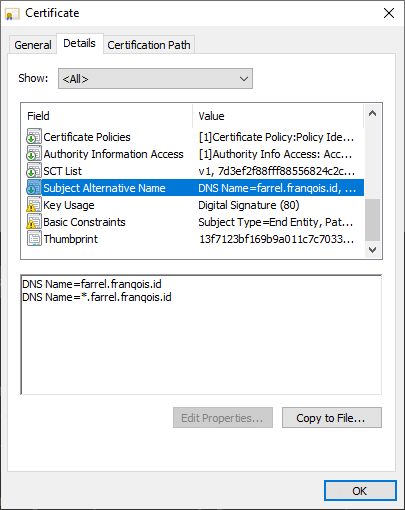 Certificate
General Details Certification Path
Show: <All>
Field Value
Certificate Policies [1]Certificate Policy:Policy Ide...
Authority Information Access [1]Authority Info Access: Acc...
SCT List v1, 7d3ef2f88fff88556824c2c...
Subject Alternative Name DNS Name=farrel.franqois.id, ...
Key Usage Digital Signature (80)
Basic Constraints Subject Type=End Entity, Pat...
Thumbprint 13f7123bf169b9a011c7c7033...
DNS Name=farrel.franqois.id
DNS Name=*.farrel.franqois.id
Edit Properties... Copy to File...
OK